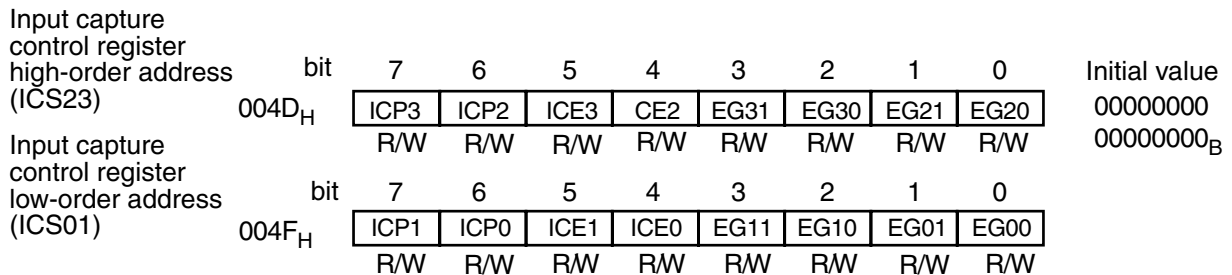 Input capture
control register
high-order address
(ICS23)
bit 7 6 5 4 3 2 1 0 Initial value
004DH ICP3 ICP2 ICE3 CE2 EG31 EG30 EG21 EG20 00000000
R/W R/W R/W R/W R/W R/W R/W R/W 00000000B
Input capture
control register
low-order address
(ICS01)
bit 7 6 5 4 3 2 1 0
004FH ICP1 ICP0 ICE1 ICE0 EG11 EG10 EG01 EG00
R/W R/W R/W R/W R/W R/W R/W R/W